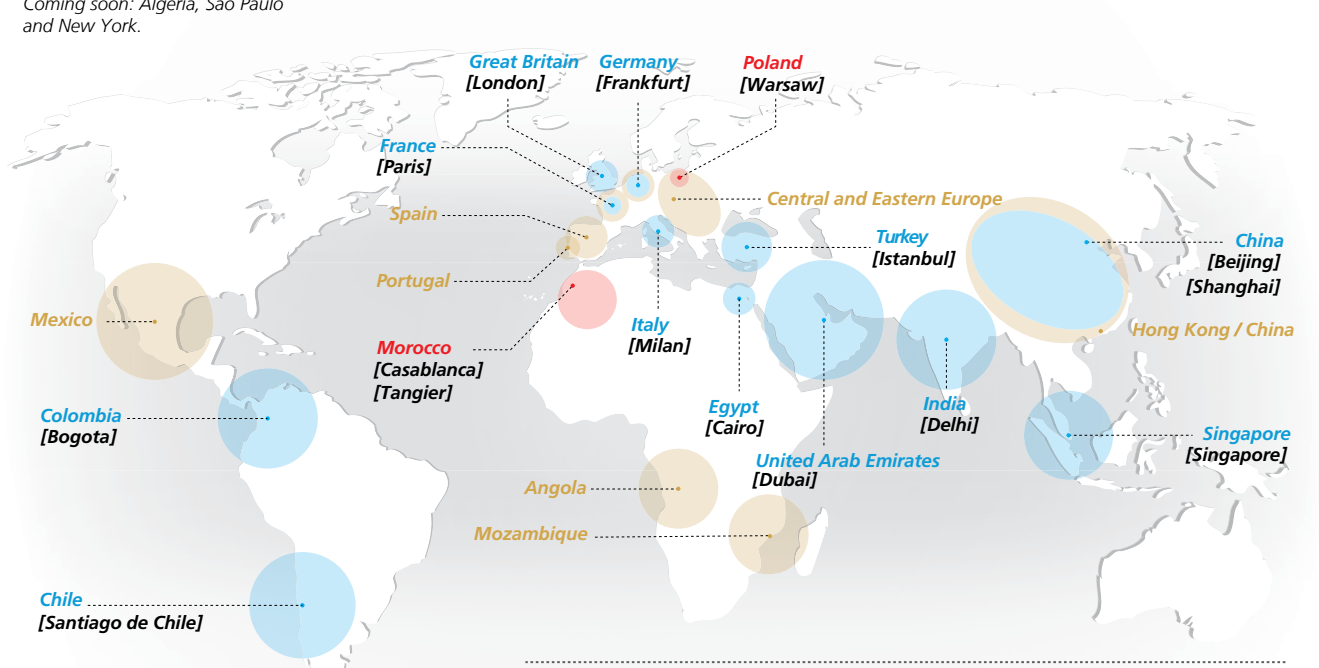 Coming soon: Algeria, Sao Paulo
and New York.
Great Britain
[London]
Germany
[Frankfurt]
Poland
[Warsaw]
France
[Paris]
Central and Eastern Europe
Spain
Turkey
[Istanbul]
China
[Beijing]
[Shanghai]
Portugal
Mexico
Italy
[Milan]
Hong Kong / China
Morocco
[Casablanca]
[Tangier]
Colombia
[Bogota]
Egypt
[Cairo]
India
[Delhi]
Singapore
[Singapore]
United Arab Emirates
[Dubai]
Angola
Mozambique
Chile
[Santiago de Chile]